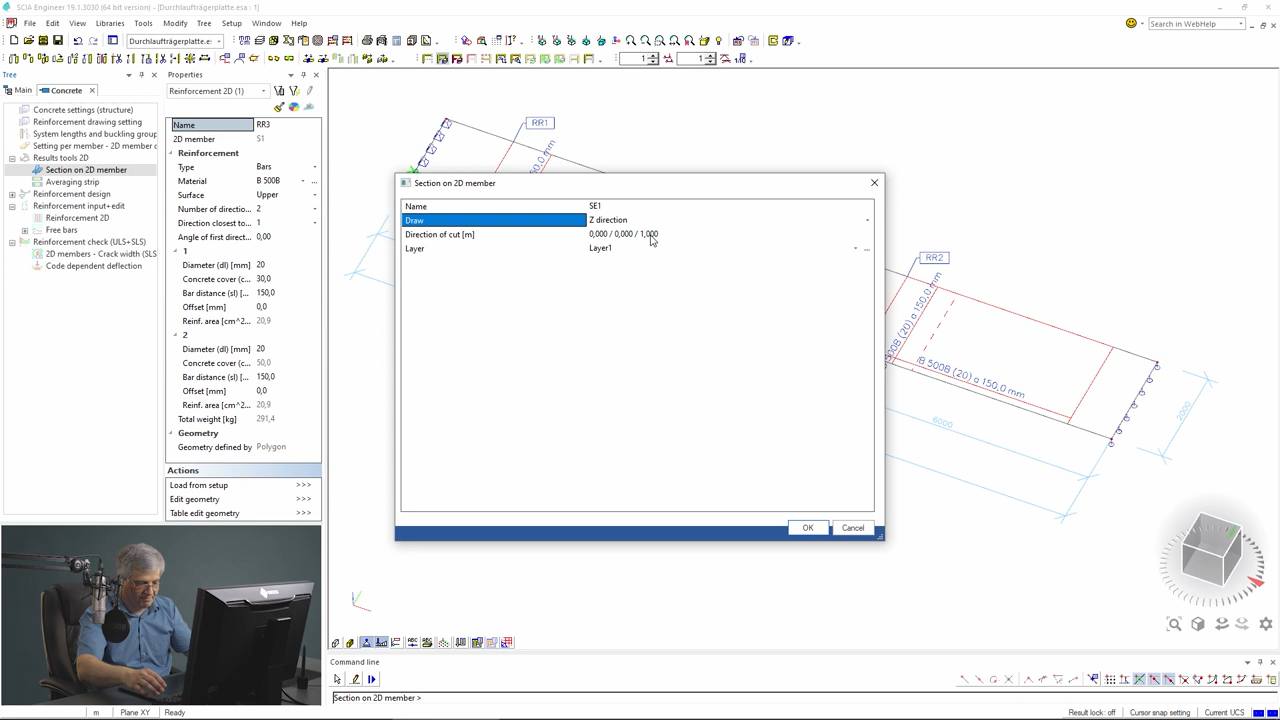 SCIA Engineer 19.1.3030 (64 bit version) - [Durchlaufträgerplatte.esa : 1]
File Edit View Libraries Tools Modify Tree Setup Window Help
Search in WebHelp
Durchlaufträgerplatte.e
1 1
Tree
Main Concrete
Concrete settings (structure)
Reinforcement drawing setting
System lengths and buckling group
Setting per member - 2D member c
Results tools 2D
Section on 2D member
Averaging strip
Reinforcement design
Reinforcement input+edit
Reinforcement 2D
Free bars
Reinforcement check (ULS+SLS)
2D members - Crack width (SLS
Code dependent deflection
Properties
Reinforcement 2D (1)
Name RR3
2D member S1
Reinforcement
Type Bars
Material B 500B ...
Surface Upper
Number of directio... 2
Direction closest to... 1
Angle of first direct... 0,00
1
Diameter (dl) [mm] 20
Concrete cover (c... 30,0
Bar distance (sl) [... 150,0
Offset [mm] 0,0
Reinf. area [cm^2... 20,9
2
Diameter (dl) [mm] 20
Concrete cover (c... 50,0
Bar distance (sl) [... 150,0
Offset [mm] 0,0
Reinf. area [cm^2... 20,9
Total weight [kg] 291,4
Geometry
Geometry defined by Polygon
Actions
Load from setup >>>
Edit geometry >>>
Table edit geometry >>>
RR1
0,0 mm
Section on 2D member
Name SE1
Draw Z direction
Direction of cut [m] 0,000 / 0,000 / 1,000
Layer Layer1 ...
OK Cancel
RR2
500B (20) a 150,0 mm
B 500B (20) a 150,0 mm
6000
2000
Command line
Section on 2D member >
m Plane XY Ready
Result lock: off Cursor snap setting Current UCS